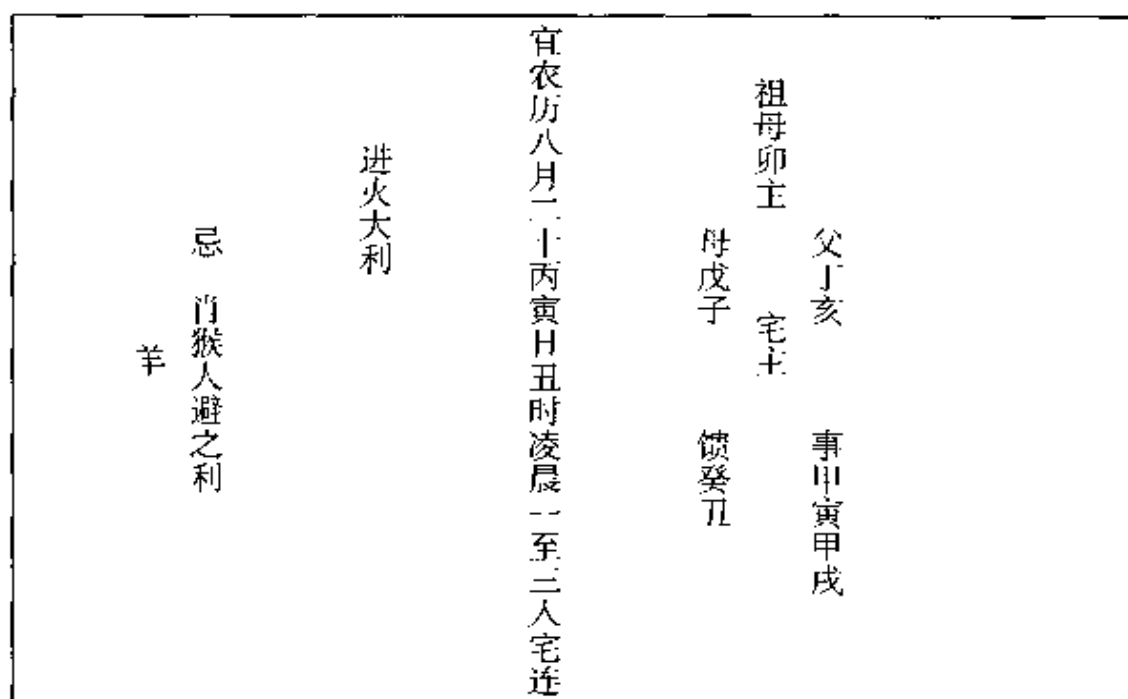 父丁亥 事甲寅甲戌
祖母卯主 宅主
母戊子 馈癸丑
宜农历八月二十丙寅日丑时凌晨一至三入宅连
进火大利
忌 肖猴人避之利
羊